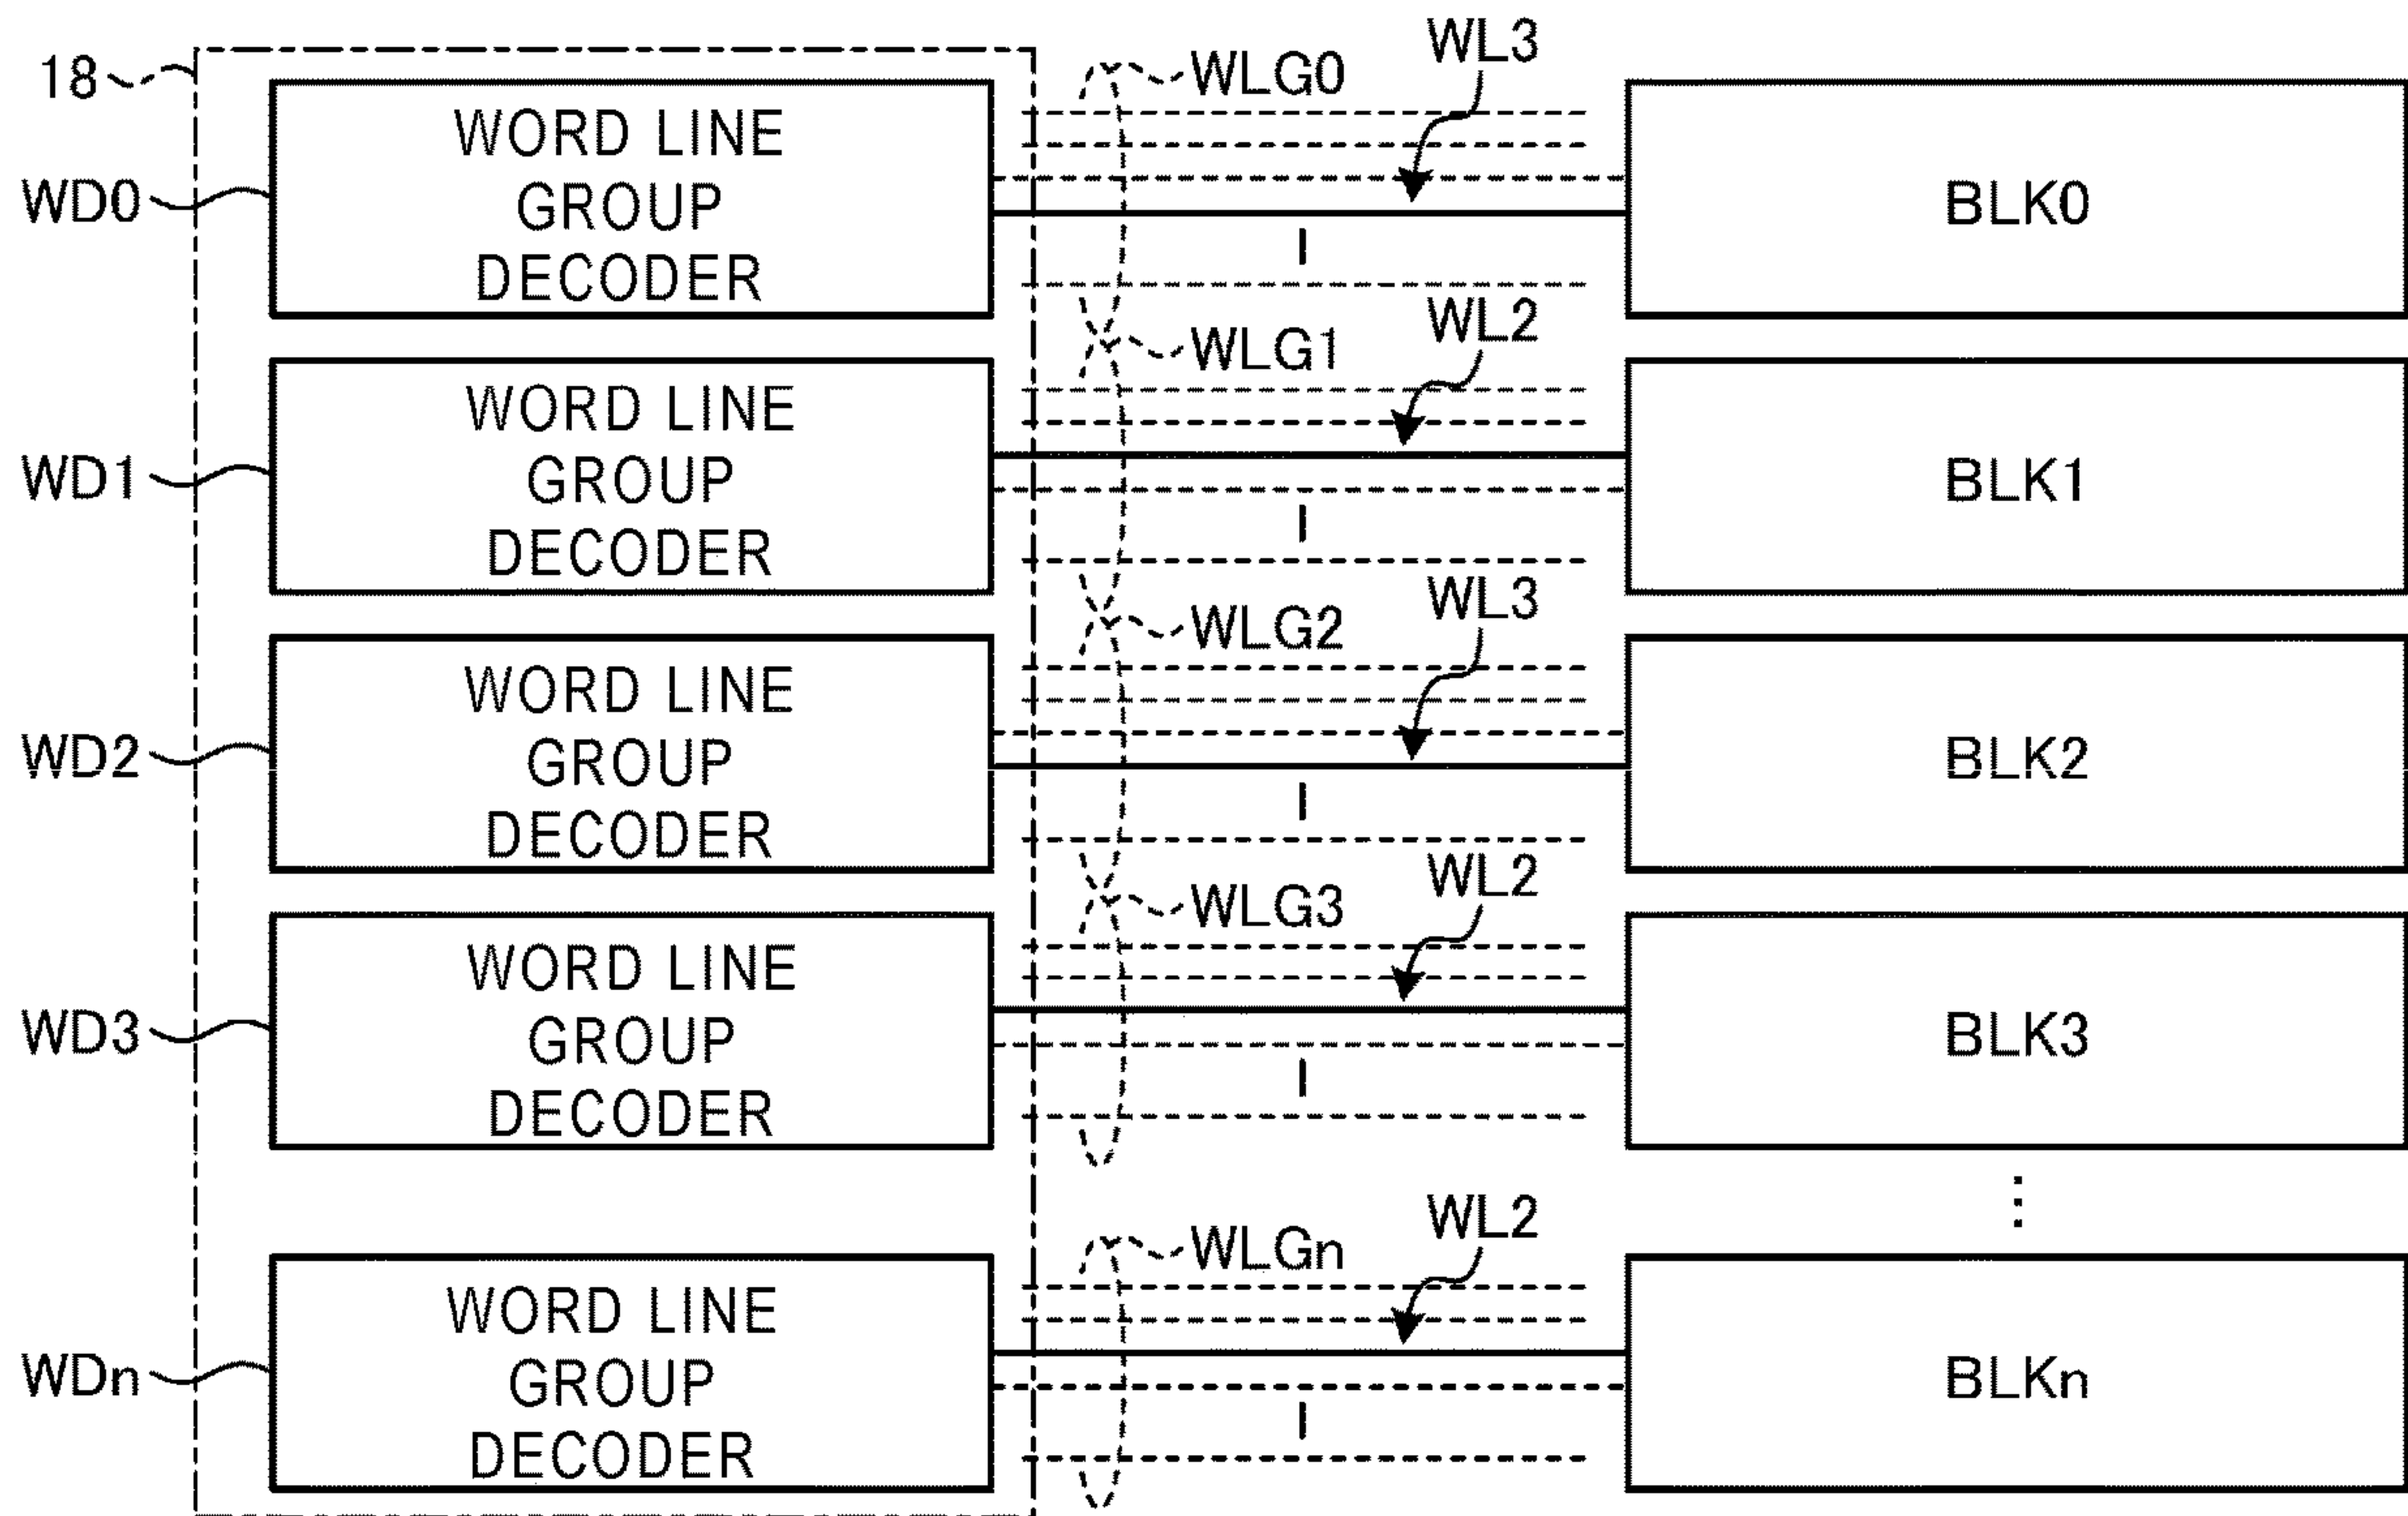 18
WORD LINE
GROUP
DECODER
WD0
WLG0
WL3
BLK0
WORD LINE
GROUP
DECODER
WD1
WLG1
WL2
BLK1
WORD LINE
GROUP
DECODER
WD2
WLG2
WL3
BLK2
WORD LINE
GROUP
DECODER
WD3
WLG3
WL2
BLK3
WORD LINE
GROUP
DECODER
WDn
WLGn
WL2
BLKn